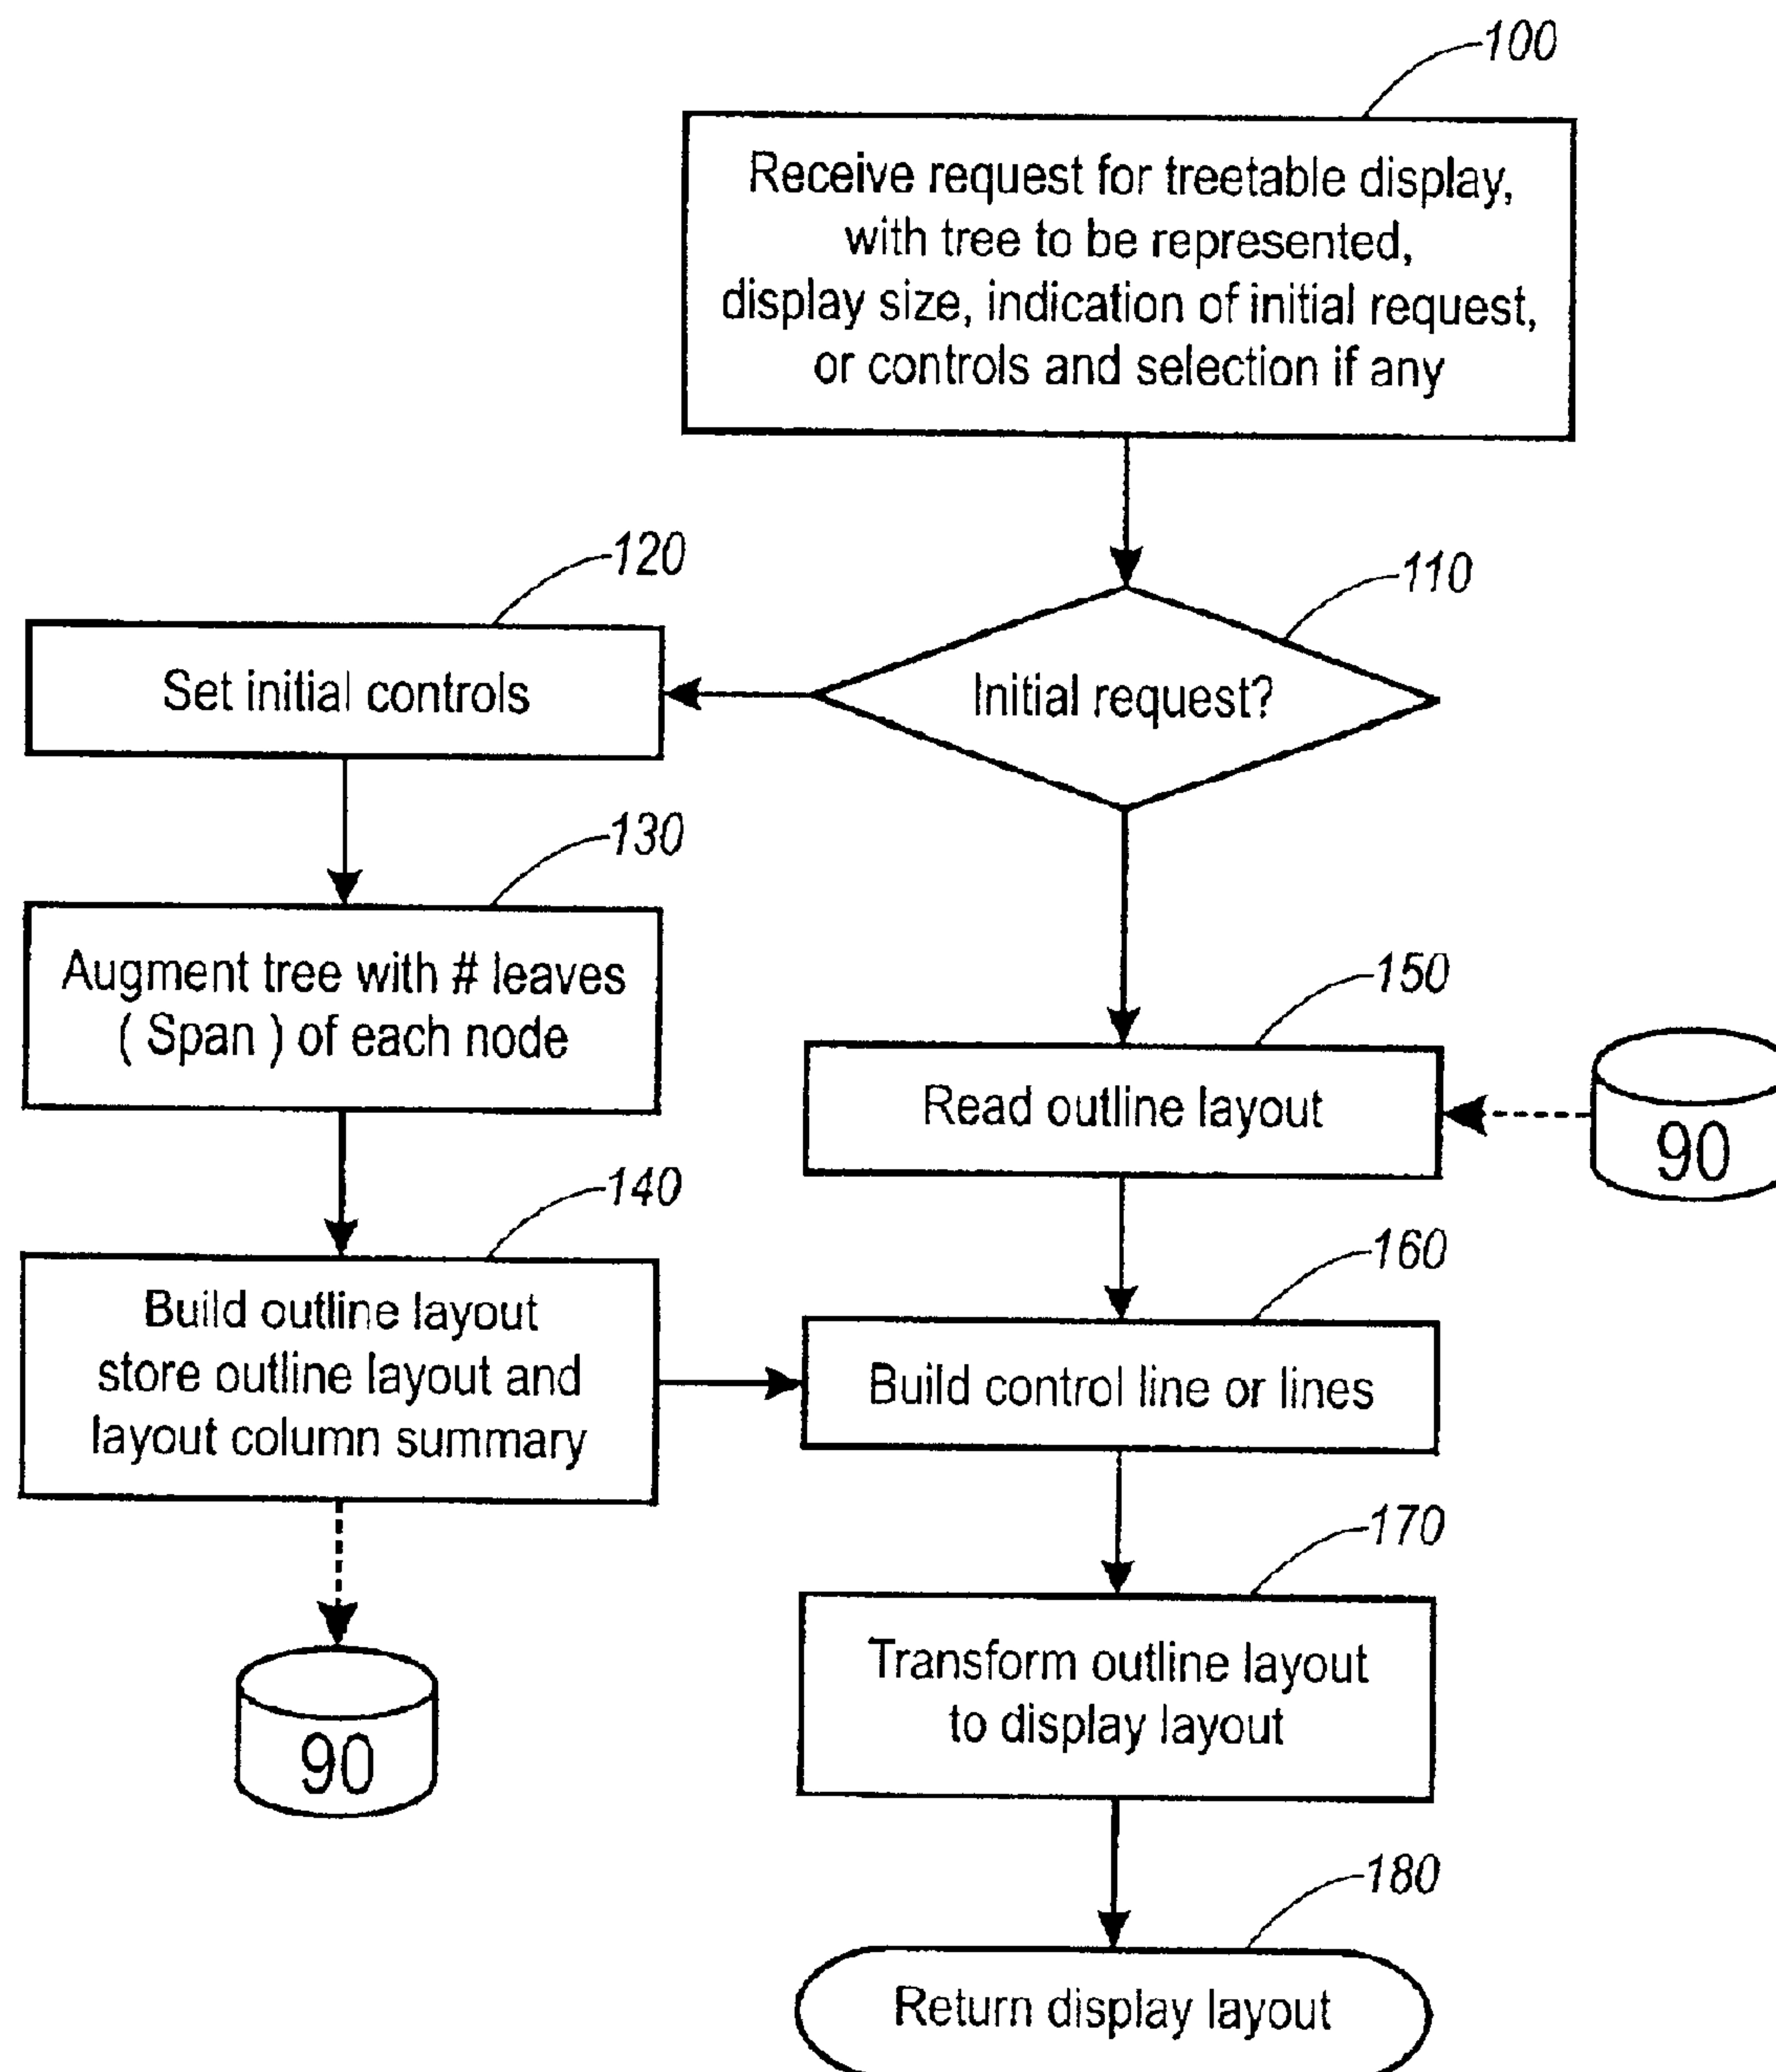 100
Receive request for treetable display,
with tree to be represented,
display size, indication of initial request,
or controls and selection if any
120
110
Set initial controls
Initial request?
130
Augment tree with # leaves
( Span ) of each node
150
Read outline layout
90
140
Build outline layout
store outline layout and
layout column summary
160
Build control line or lines
170
Transform outline layout
to display layout
90
180
Return display layout